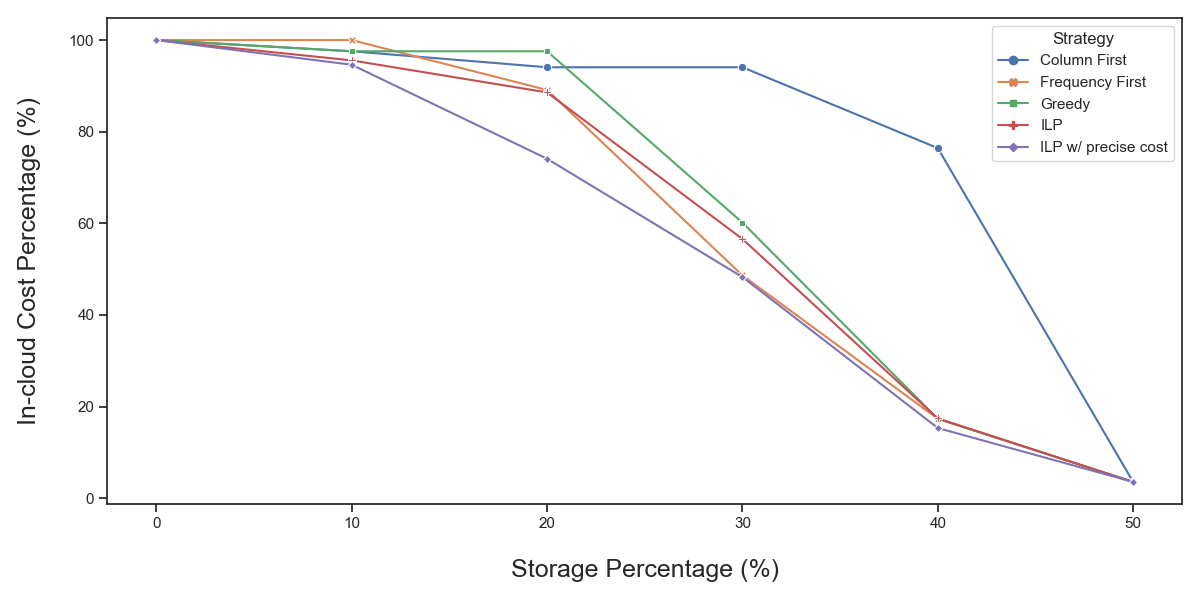 In-cloud Cost Percentage (%)
100
80
60
40
20
0
Strategy
Column First
Frequency First
Greedy
ILP
ILP w/ precise cost
0 10 20 30 40 50
Storage Percentage (%)